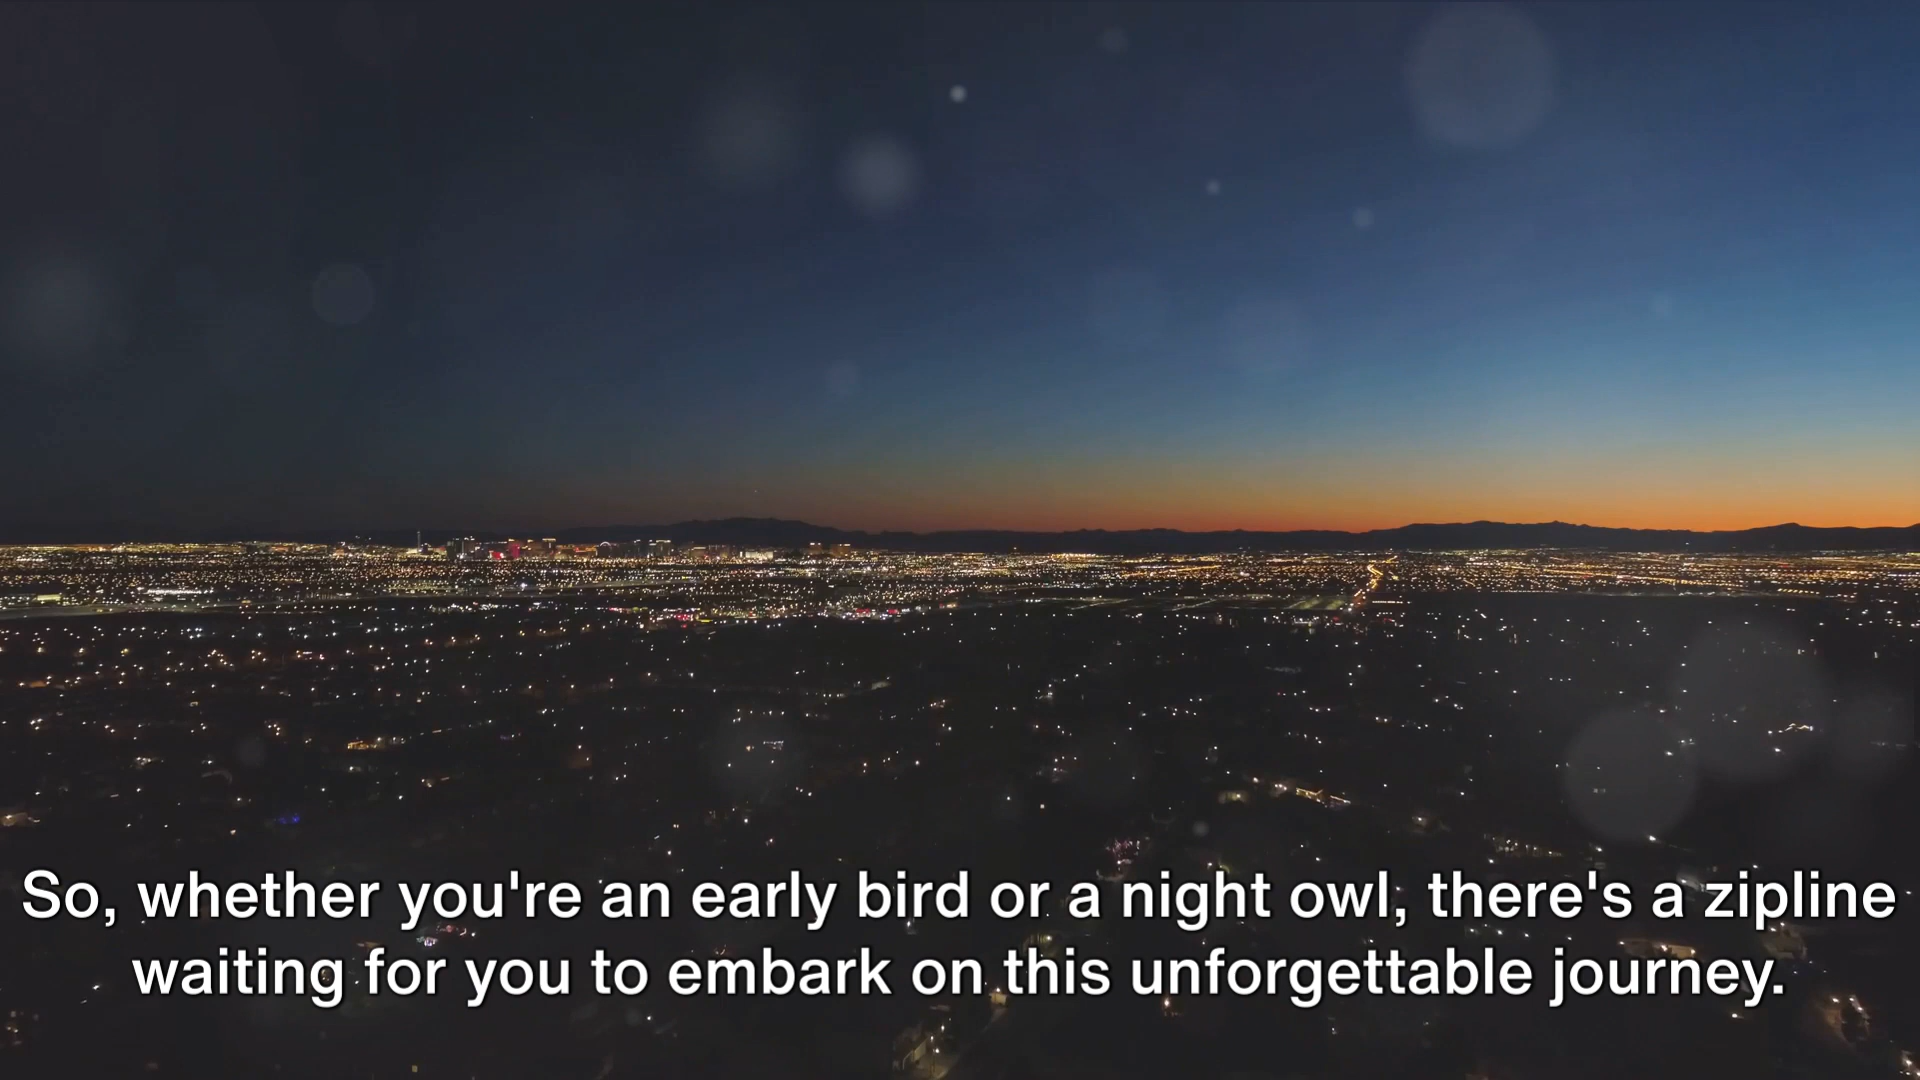 So, whether you're an early bird or a night owl, there's a zipline
waiting for you to embark on this unforgettable journey.